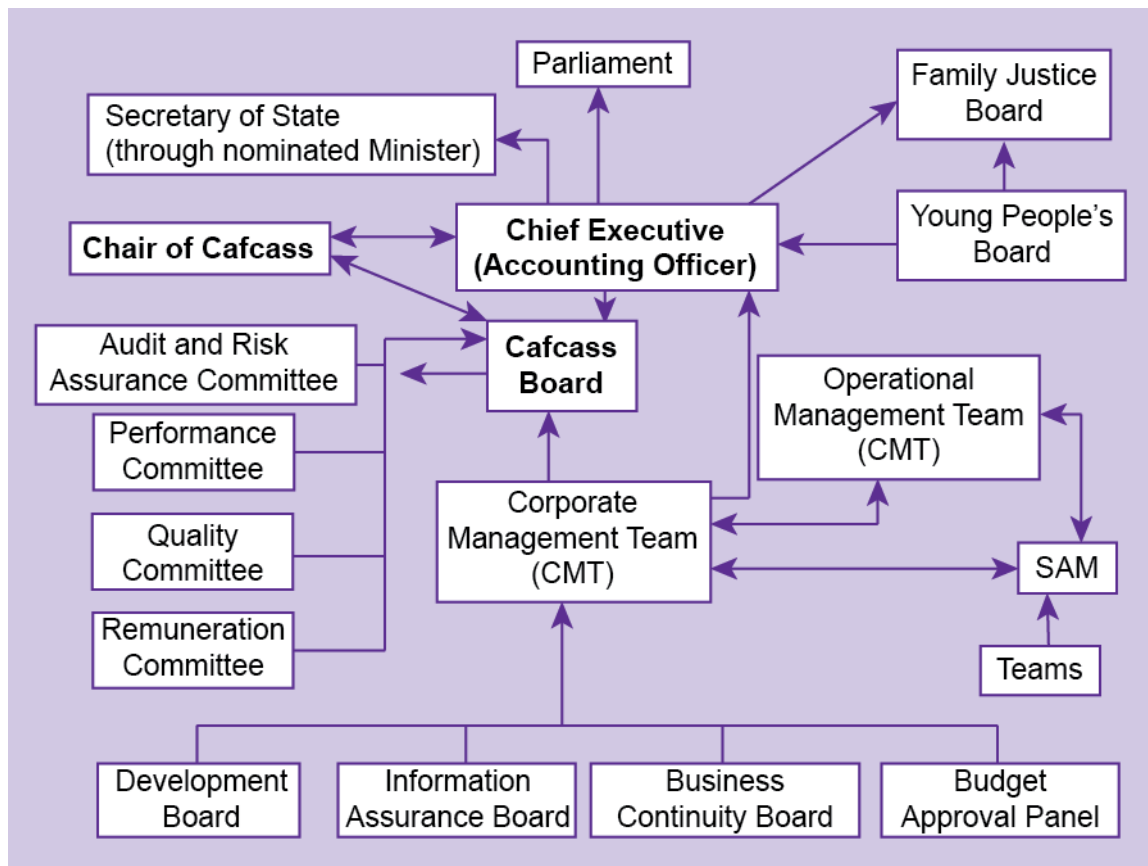 Parliament
Family Justice
Board
Secretary of State
(through nominated Minister)
Young People's
Board
Chair of Cafcass
Chief Executive
(Accounting Officer)
Audit and Risk
Assurance Committee
Cafcass
Board
Operational
Management Team
(CMT)
Performance
Committee
Corporate
Management Team
(CMT)
Quality
Committee
SAM
Remuneration
Committee
Teams
Development
Board
Information
Assurance Board
Business
Continuity Board
Budget
Approval Panel